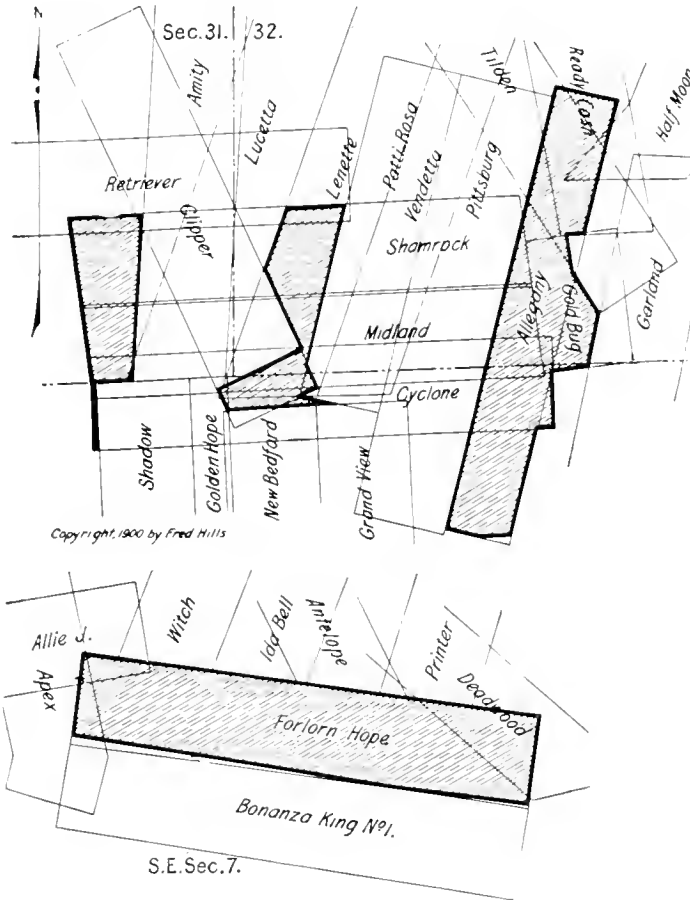 Sec. 31. 32.
Amity
Lucetta
Tilden
Ready Cash
Half Moon
Retriever
Clipper
Lenette
Patti Rosa
Vendetta
Pittsburg
Shamrock
Allegany
Gold Bug
Garland
Midland
Cyclone
Shadow
Golden Hope
New Bedford
Grand View
Copyright, 1900 by Fred Hills
Allie J.
Witch
Ida Bell
Antelope
Printer
Deadwood
Apex
Forlorn Hope
Bonanza King No1.
S.E. Sec. 7.